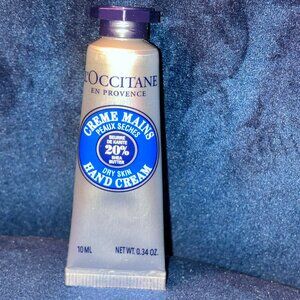 L'OCCITANE
EN PROVENCE
CREME MAINS
PEAUX SECHES
BEURRE
DE KARITE
20%
SHEA
BUTTER
DRY SKIN
HAND CREAM
10 ML NET WT. 0.34 OZ.